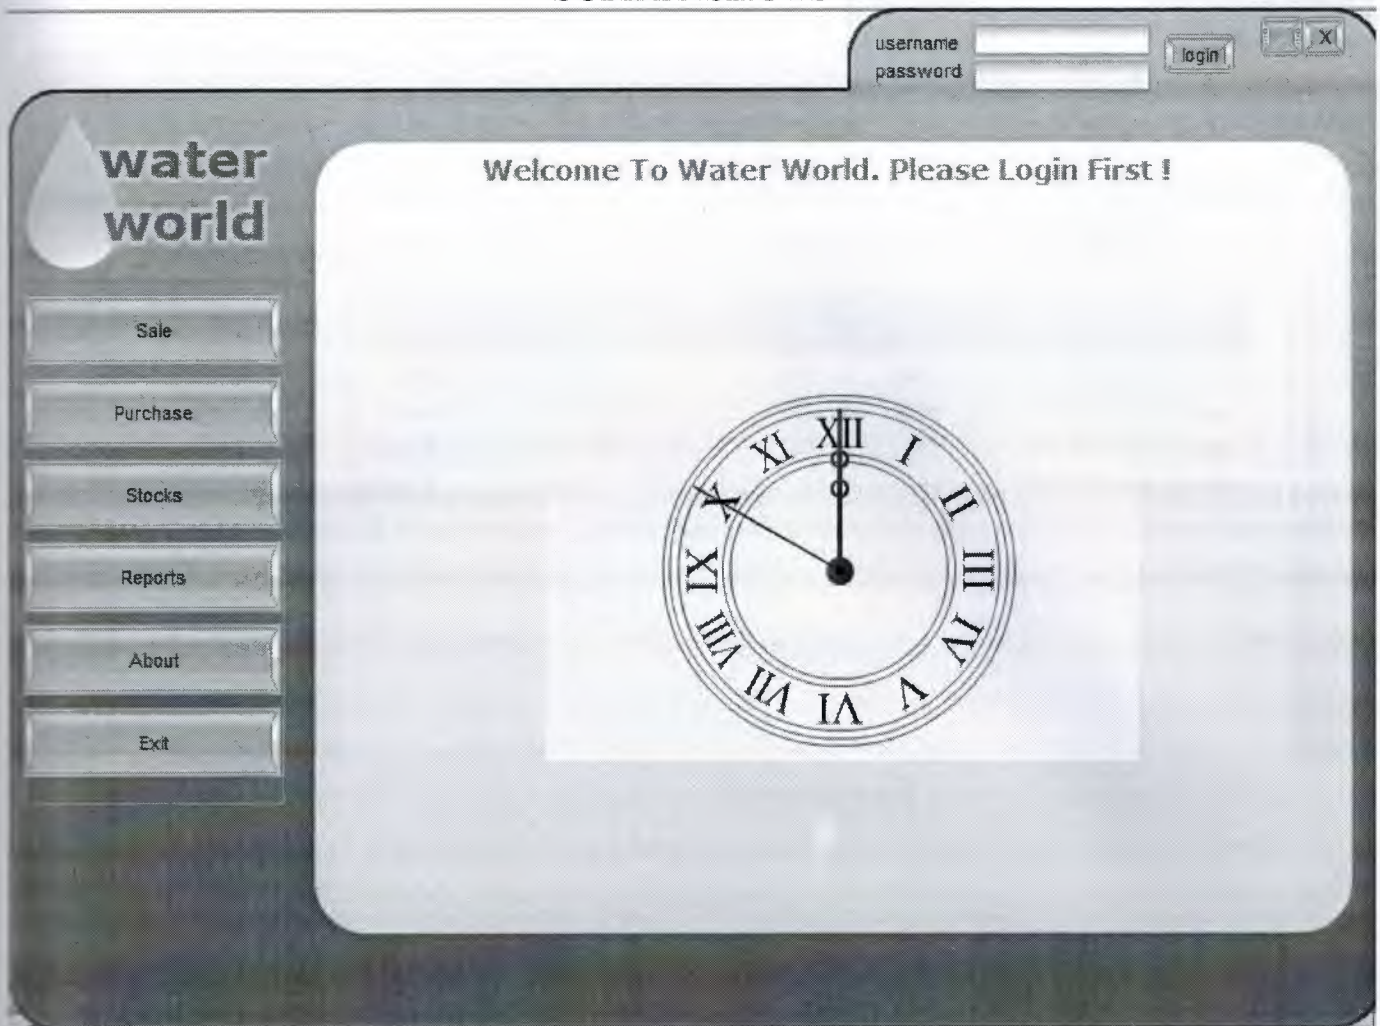 username
password
login
X
water
world
Welcome To Water World. Please Login First !
Sale
Purchase
Stocks
Reports
About
Exit
XII
I
II
III
IV
V
VI
VII
VIII
IX
X
XI